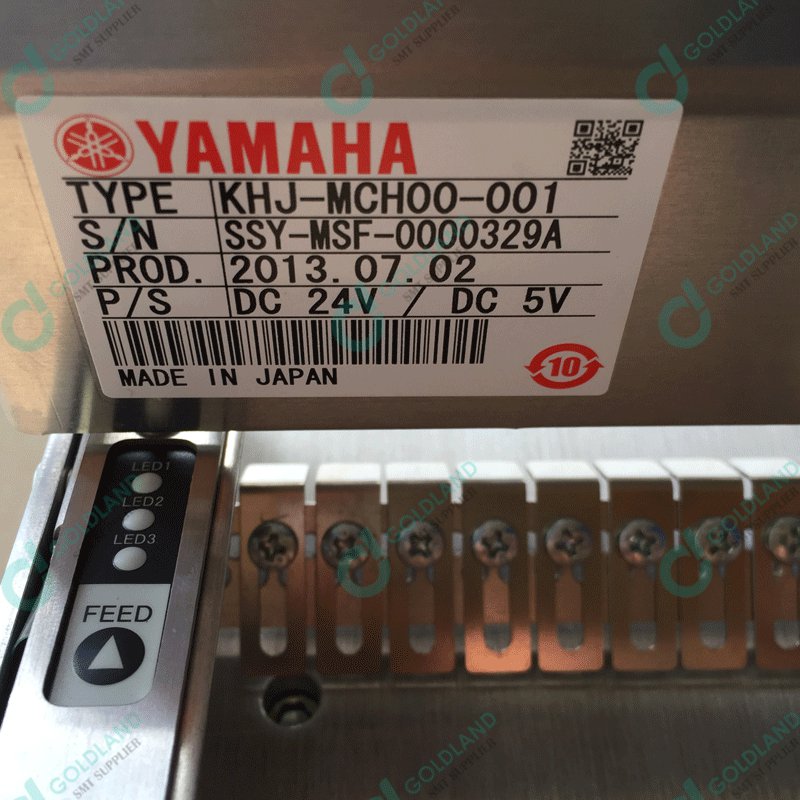 YAMAHA
TYPE KHJ-MCH00-001
S/N SSY-MSF-0000329A
PROD. 2013.07.02
P/S DC 24V / DC 5V
MADE IN JAPAN
10
LED1
LED2
LED3
FEED
GOLDLAND
SMT SUPPLIER